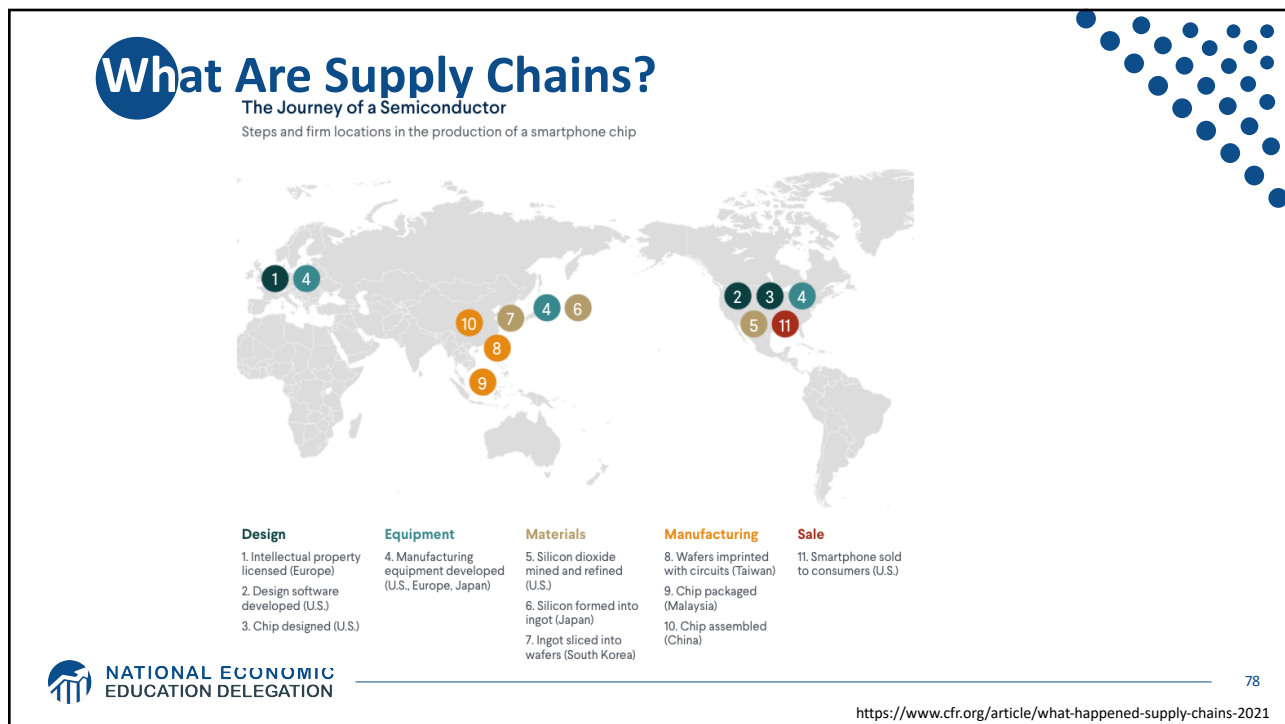 What Are Supply Chains?
The Journey of a Semiconductor
Steps and firm locations in the production of a smartphone chip
1
4
10
7
4
6
8
9
2
3
4
5
11
Design
1. Intellectual property
licensed (Europe)
2. Design software
developed (U.S.)
3. Chip designed (U.S.)
Equipment
4. Manufacturing
equipment developed
(U.S., Europe, Japan)
Materials
5. Silicon dioxide
mined and refined
(U.S.)
6. Silicon formed into
ingot (Japan)
7. Ingot sliced into
wafers (South Korea)
Manufacturing
8. Wafers imprinted
with circuits (Taiwan)
9. Chip packaged
(Malaysia)
10. Chip assembled
(China)
Sale
11. Smartphone sold
to consumers (U.S.)
NATIONAL ECONOMIC
EDUCATION DELEGATION
78
https://www.cfr.org/article/what-happened-supply-chains-2021